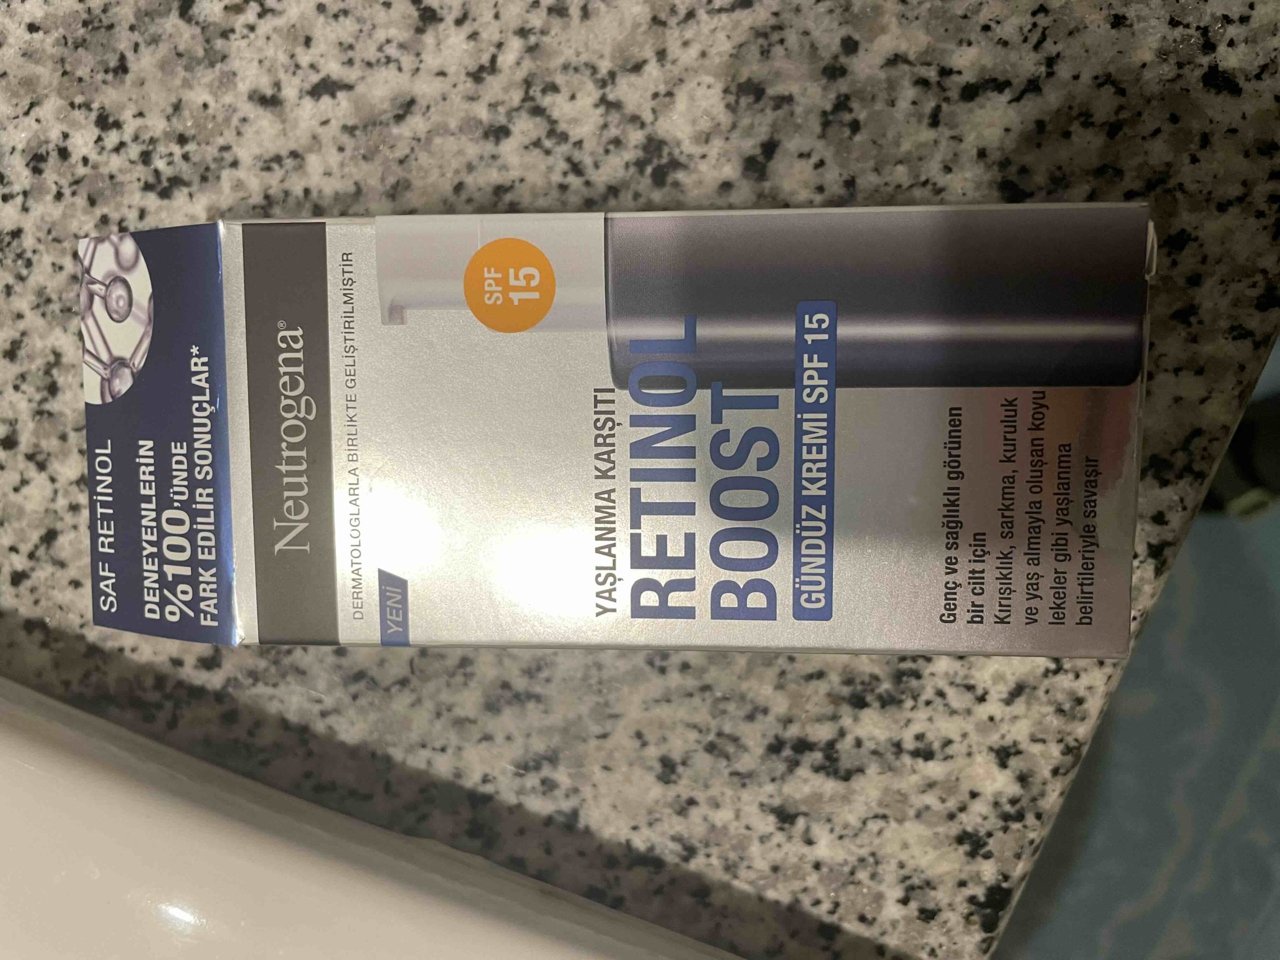 SAF RETİNOL
DENEYENLERİN
%100'ÜNDE
FARK EDİLİR SONUÇLAR*
Neutrogena®
DERMATOLOGLARLA BİRLİKTE GELİŞTİRİLMİŞTİR
YENİ
SPF
15
YAŞLANMA KARŞITI
RETINOL
BOOST
GÜNDÜZ KREMİ SPF 15
Genç ve sağlıklı görünen
bir cilt için
Kırışıklık, sarkma, kuruluk
ve yaş almayla oluşan koyu
lekeler gibi yaşlanma
belirtileriyle savaşır